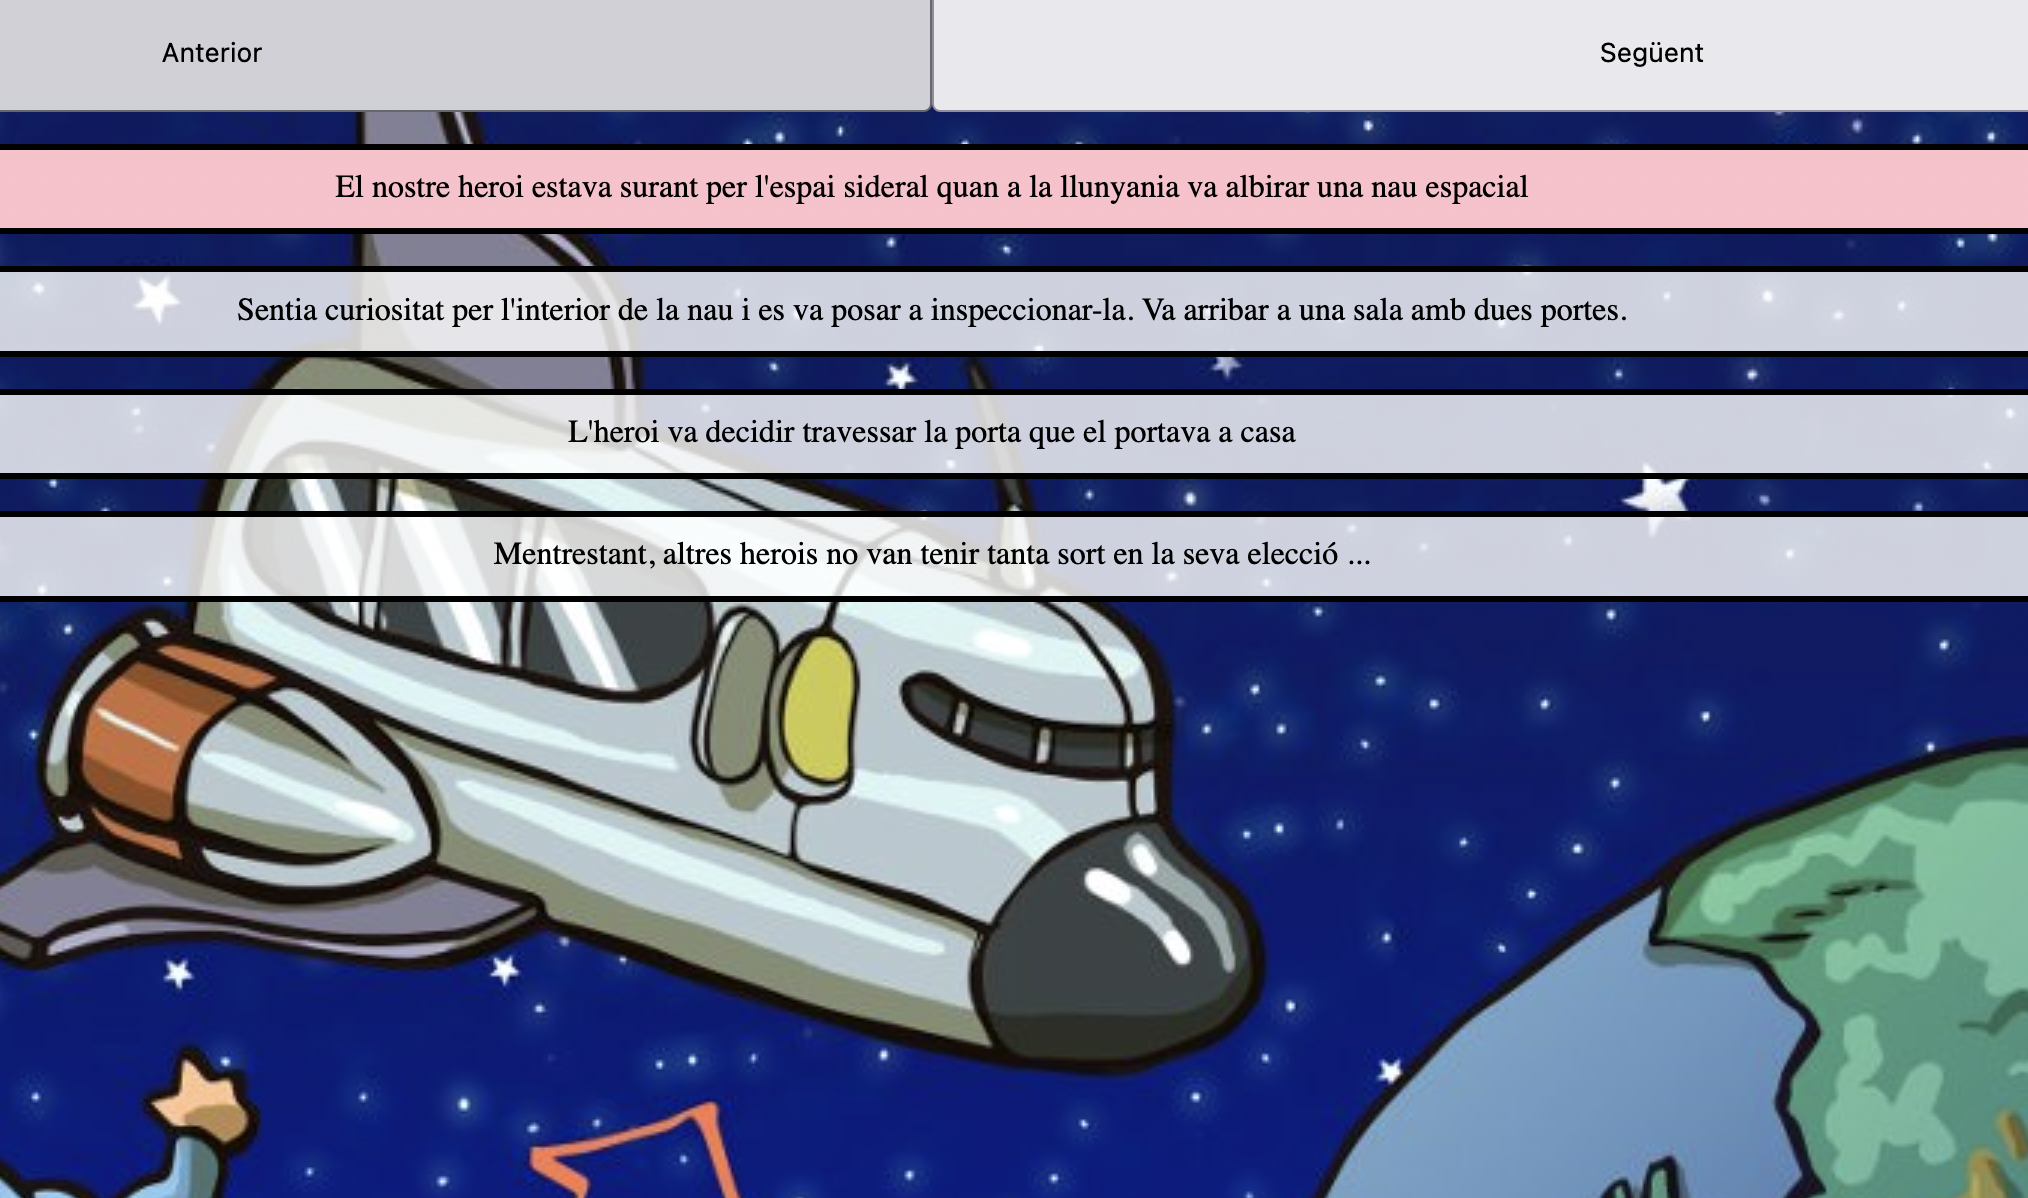 Anterior
Següent
El nostre heroi estava surant per l'espai sideral quan a la llunyania va albirar una nau espacial
Sentia curiositat per l'interior de la nau i es va posar a inspeccionar-la. Va arribar a una sala amb dues portes.
L'heroi va decidir travessar la porta que el portava a casa
Mentrestant, altres herois no van tenir tanta sort en la seva elecció ...